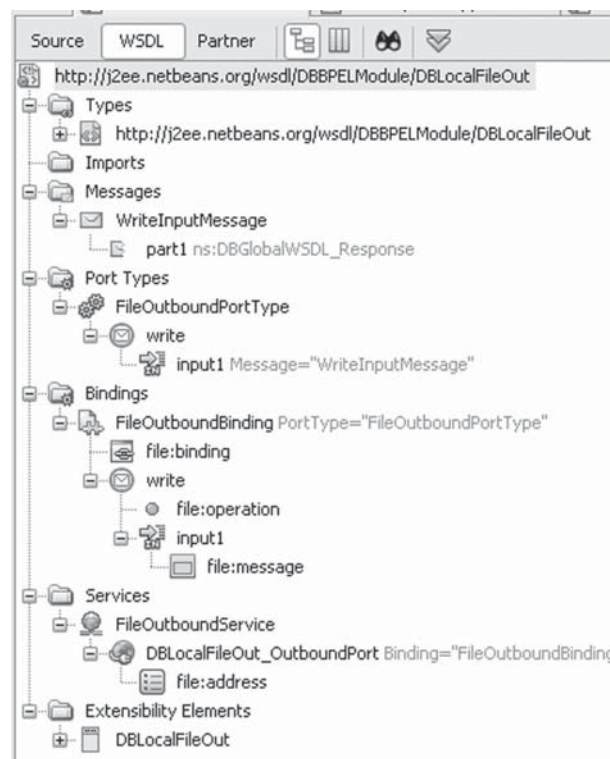 Source WSDL Partner
http://j2ee.netbeans.org/wsdl/DBBPELModule/DBLocalFileOut
Types
http://j2ee.netbeans.org/wsdl/DBBPELModule/DBLocalFileOut
Imports
Messages
WriteInputMessage
part1 ns:DBGlobalWSDL_Response
Port Types
FileOutboundPortType
write
input1 Message="WriteInputMessage"
Bindings
FileOutboundBinding PortType="FileOutboundPortType"
file:binding
write
file:operation
input1
file:message
Services
FileOutboundService
DBLocalFileOut_OutboundPort Binding="FileOutboundBinding
file:address
Extensibility Elements
DBLocalFileOut